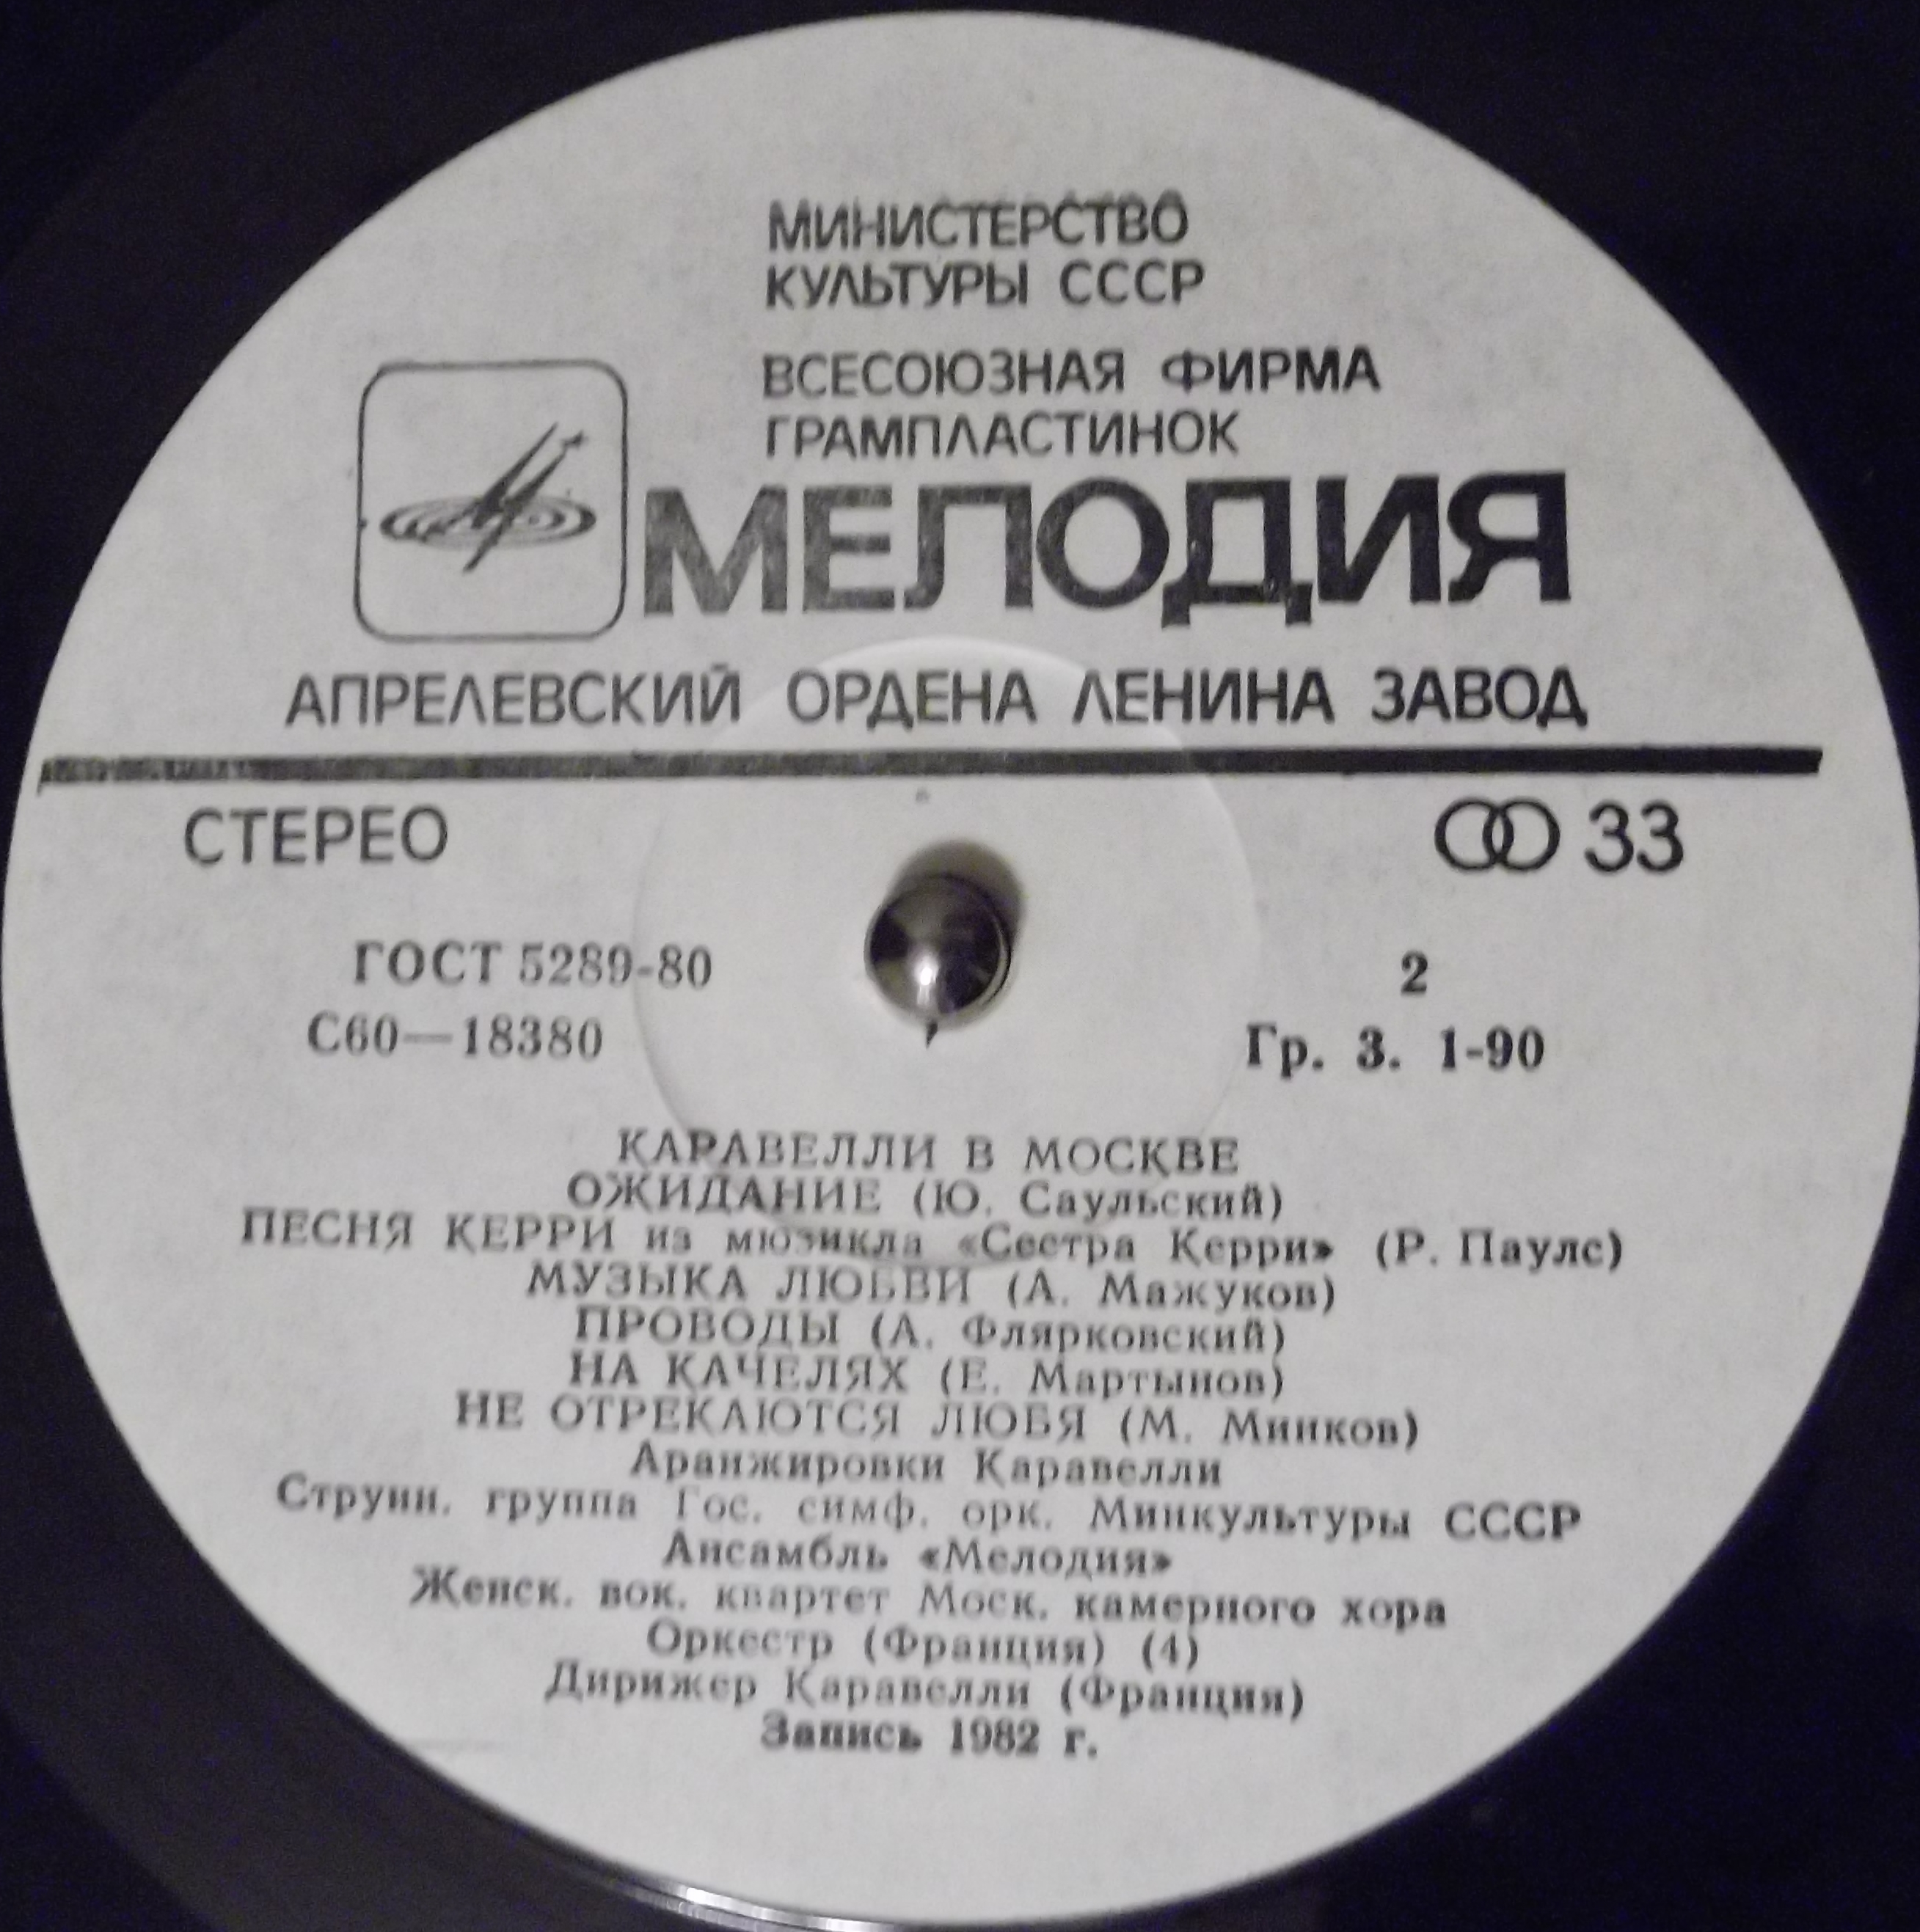 МИНИСТЕРСТВО
КУЛЬТУРЫ СССР
ВСЕСОЮЗНАЯ ФИРМА
ГРАМПЛАСТИНОК
МЕЛОДИЯ
АПРЕЛЕВСКИЙ ОРДЕНА ЛЕНИНА ЗАВОД
СТЕРЕО 33
ГОСТ 5289-80 2
С60—18380 Гр. 3. 1-90
КАРАВЕЛЛИ В МОСКВЕ
ОЖИДАНИЕ (Ю. Саульский)
ПЕСНЯ КЕРРИ из мюзикла «Сестра Керри» (Р. Паулс)
МУЗЫКА ЛЮБВИ (А. Мажуков)
ПРОВОДЫ (А. Флярковский)
НА КАЧЕЛЯХ (Е. Мартынов)
НЕ ОТРЕКАЮТСЯ ЛЮБЯ (М. Минков)
Аранжировки Каравелли
Струнн. группа Гос. симф. орк. Минкультуры СССР
Ансамбль «Мелодия»
Женск. вок. квартет Моск. камерного хора
Оркестр (Франция) (4)
Дирижер Каравелли (Франция)
Запись 1982 г.